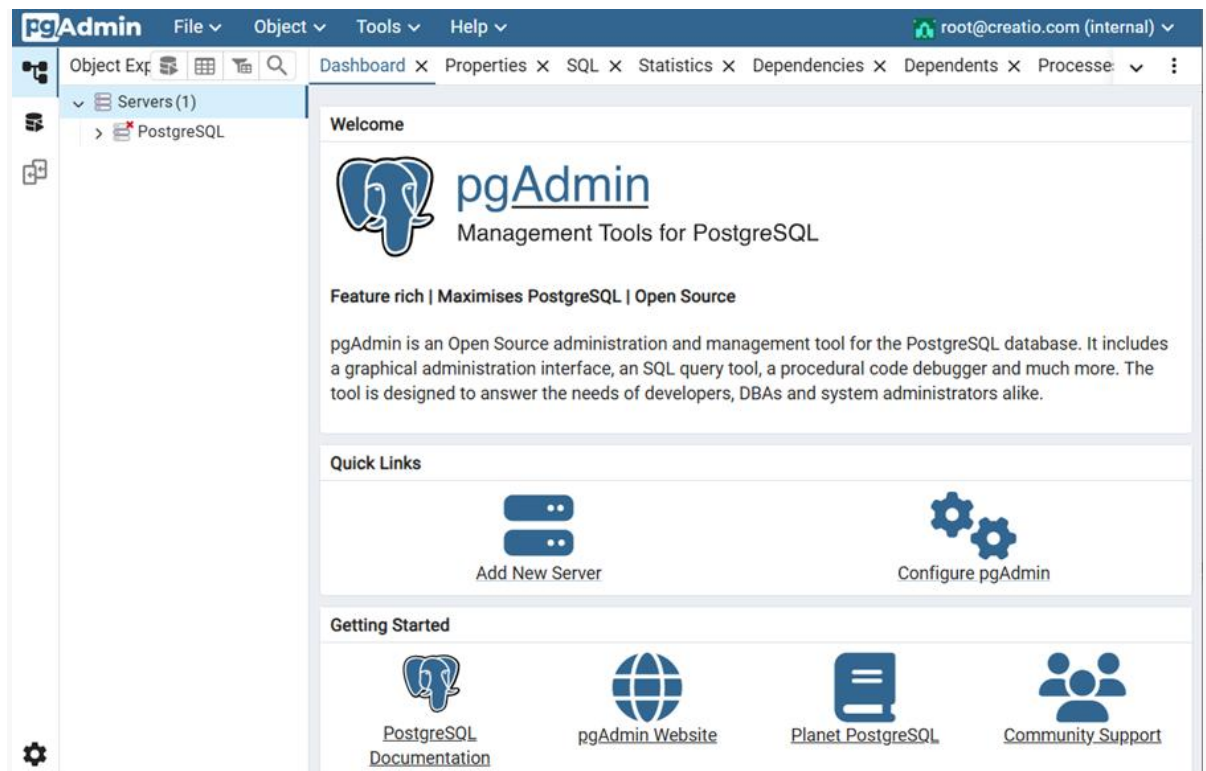 pgAdmin File Object Tools Help root@creatio.com (internal)
Object Exp Dashboard Properties SQL Statistics Dependencies Dependents Processe
Servers (1)
PostgreSQL
Welcome
pgAdmin
Management Tools for PostgreSQL
Feature rich | Maximises PostgreSQL | Open Source
pgAdmin is an Open Source administration and management tool for the PostgreSQL database. It includes
a graphical administration interface, an SQL query tool, a procedural code debugger and much more. The
tool is designed to answer the needs of developers, DBAs and system administrators alike.
Quick Links
Add New Server
Configure pgAdmin
Getting Started
PostgreSQL
Documentation
pgAdmin Website
Planet PostgreSQL
Community Support